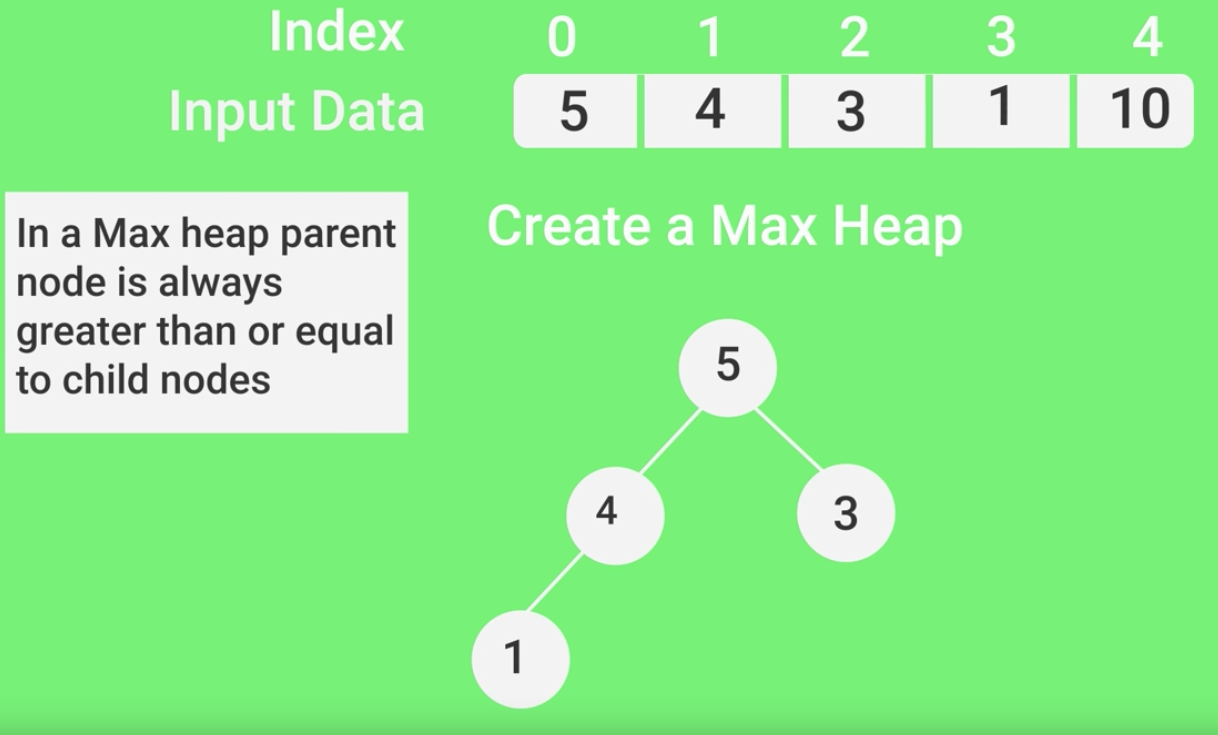 Index 0 1 2 3 4
Input Data 5 4 3 1 10
In a Max heap parent
node is always
greater than or equal
to child nodes
Create a Max Heap
5
4 3
1